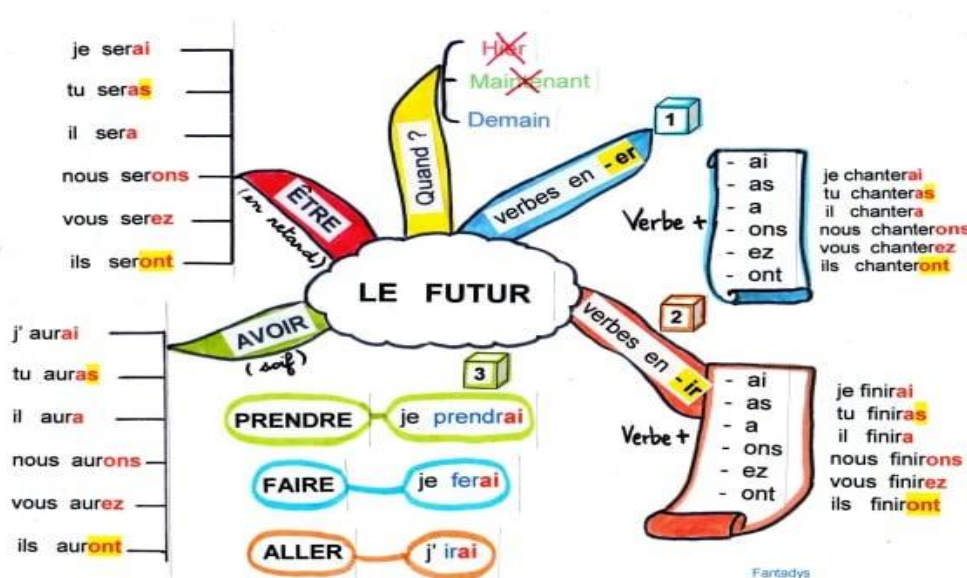 je serai
tu seras
il sera
nous serons
vous serez
ils seront
ÊTRE
(en retard)
Quand ?
Hier
Maintenant
Demain
1
verbes en - er
Verbe +
- ai
- as
- a
- ons
- ez
- ont
je chanterai
tu chanteras
il chantera
nous chanterons
vous chanterez
ils chanteront
LE FUTUR
2
verbes en - ir
Verbe +
- ai
- as
- a
- ons
- ez
- ont
je finirai
tu finiras
il finira
nous finirons
vous finirez
ils finiront
AVOIR
(soif)
j' aurai
tu auras
il aura
nous aurons
vous aurez
ils auront
3
PRENDRE
je prendrai
FAIRE
je ferai
ALLER
j' irai
Fantadys